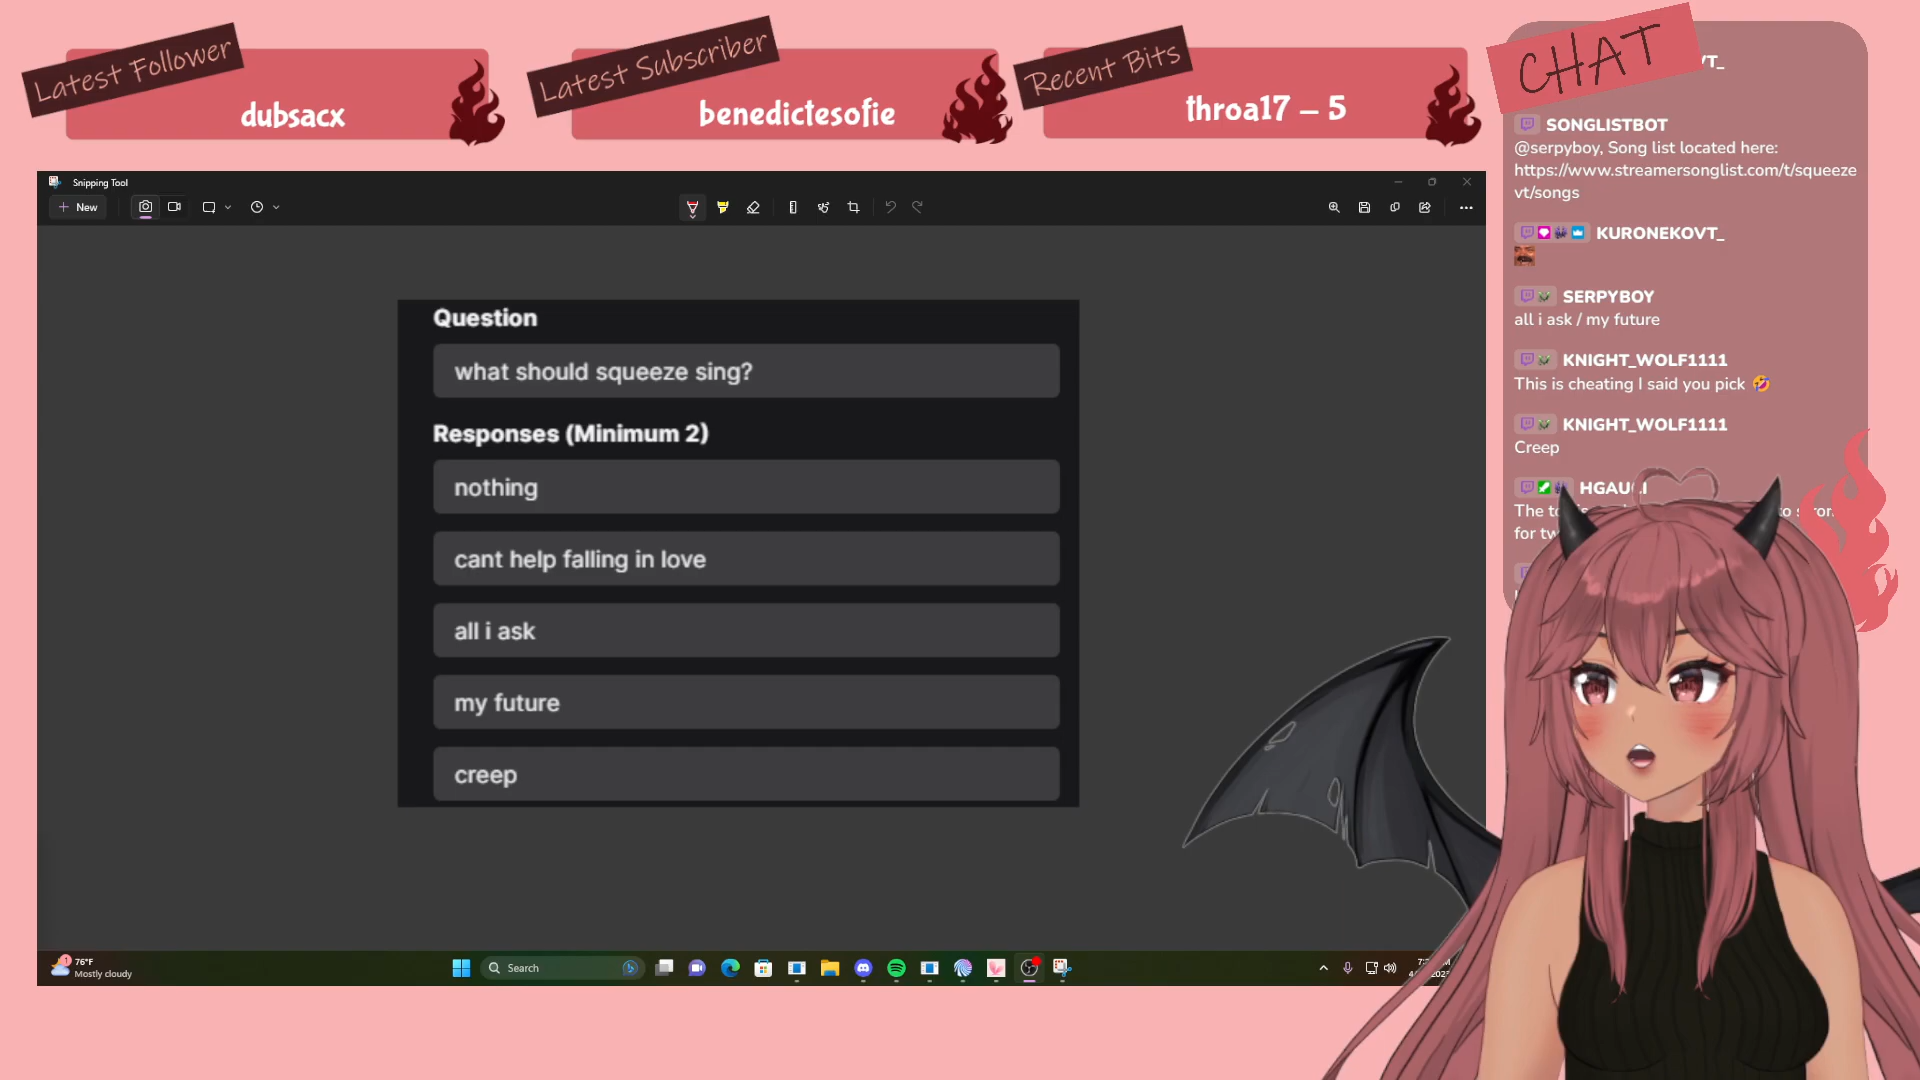 Latest Follower
dubsacx
Latest Subscriber
benedictesofie
Recent Bits
throa17 - 5
CHAT
VT_
SONGLISTBOT
@serpyboy, Song list located here:
https://www.streamersonglist.com/t/squeeze
vt/songs
KURONEKOVT_
SERPYBOY
all i ask / my future
KNIGHT_WOLF1111
This is cheating I said you pick 🤣
KNIGHT_WOLF1111
Creep
for
Snipping Tool
New
Question
what should squeeze sing?
Responses (Minimum 2)
nothing
cant help falling in love
all i ask
my future
creep
1
76°F
Mostly cloudy
Search